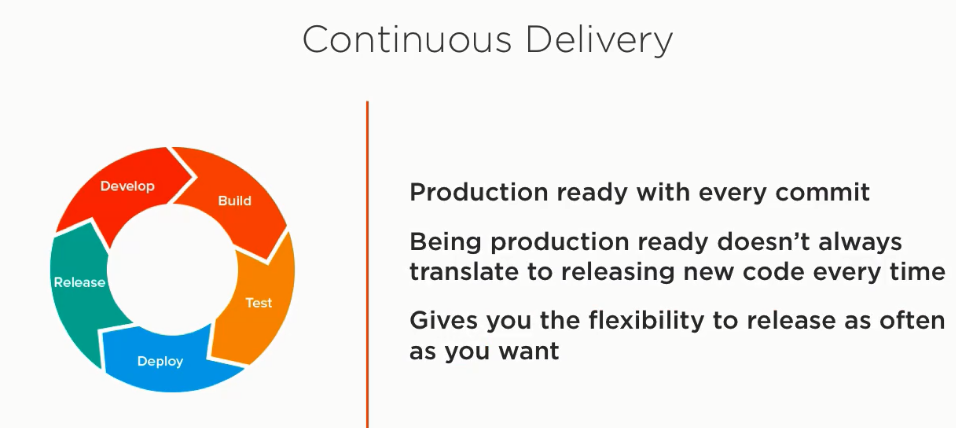 Continuous Delivery
Develop
Build
Test
Deploy
Release
Production ready with every commit
Being production ready doesn’t always
translate to releasing new code every time
Gives you the flexibility to release as often
as you want